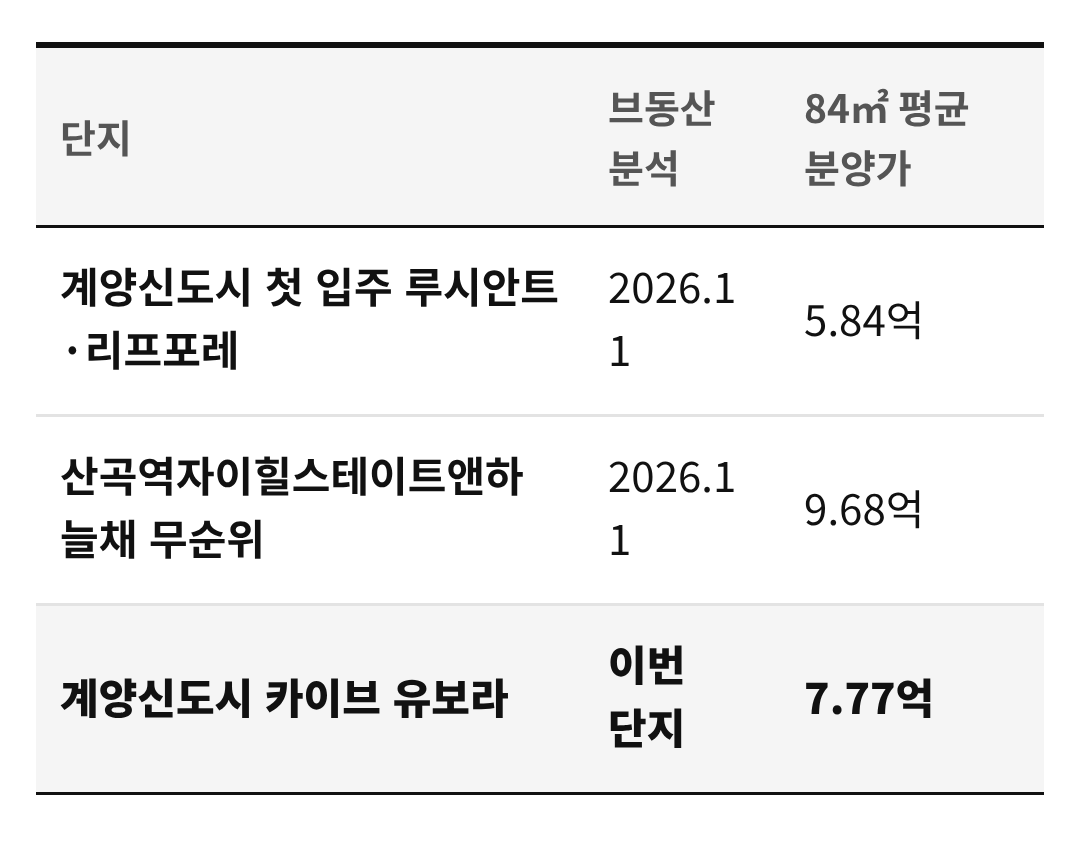 단지
브동산
분석
84㎡ 평균
분양가
계양신도시 첫 입주 루시안트
·리프포레
2026.1
1
5.84억
산곡역자이힐스테이트앤하
늘채 무순위
2026.1
1
9.68억
계양신도시 카이브 유보라
이번
단지
7.77억